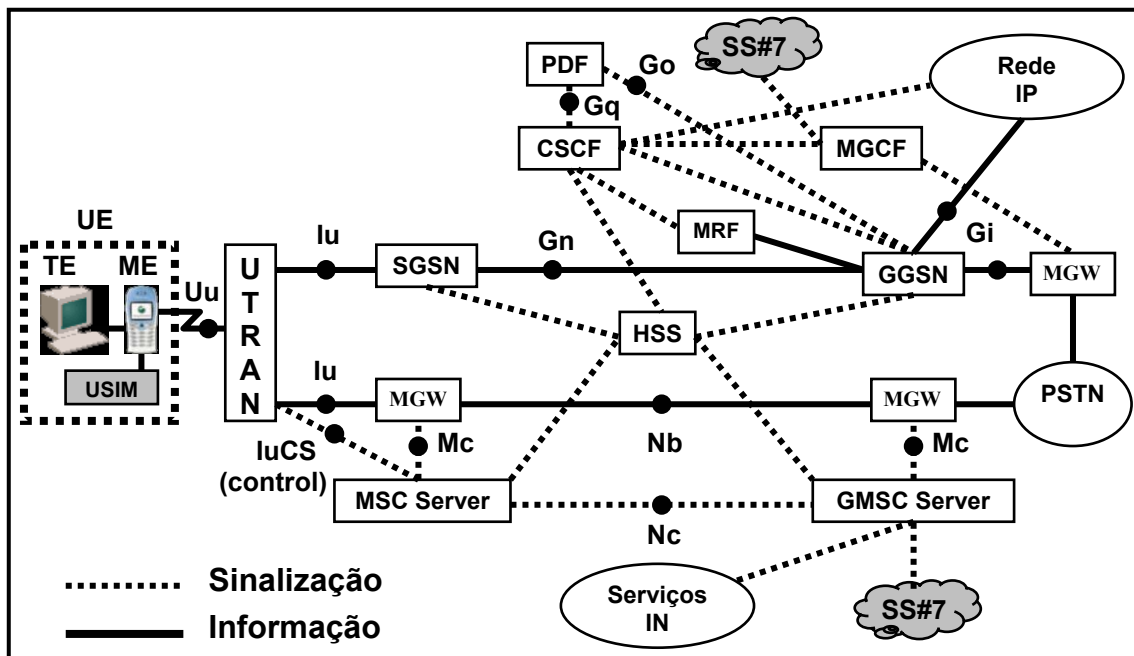 SS#7
PDF
Go
Rede
IP
Gq
CSCF
MGCF
UE
MRF
Gi
Iu
Gn
TE
ME
Uu
U
T
R
A
N
SGSN
GGSN
MGW
HSS
USIM
Iu
MGW
MGW
PSTN
IuCS
(control)
Mc
Nb
Mc
MSC Server
GMSC Server
Nc
Sinalização
Serviços
IN
SS#7
Informação